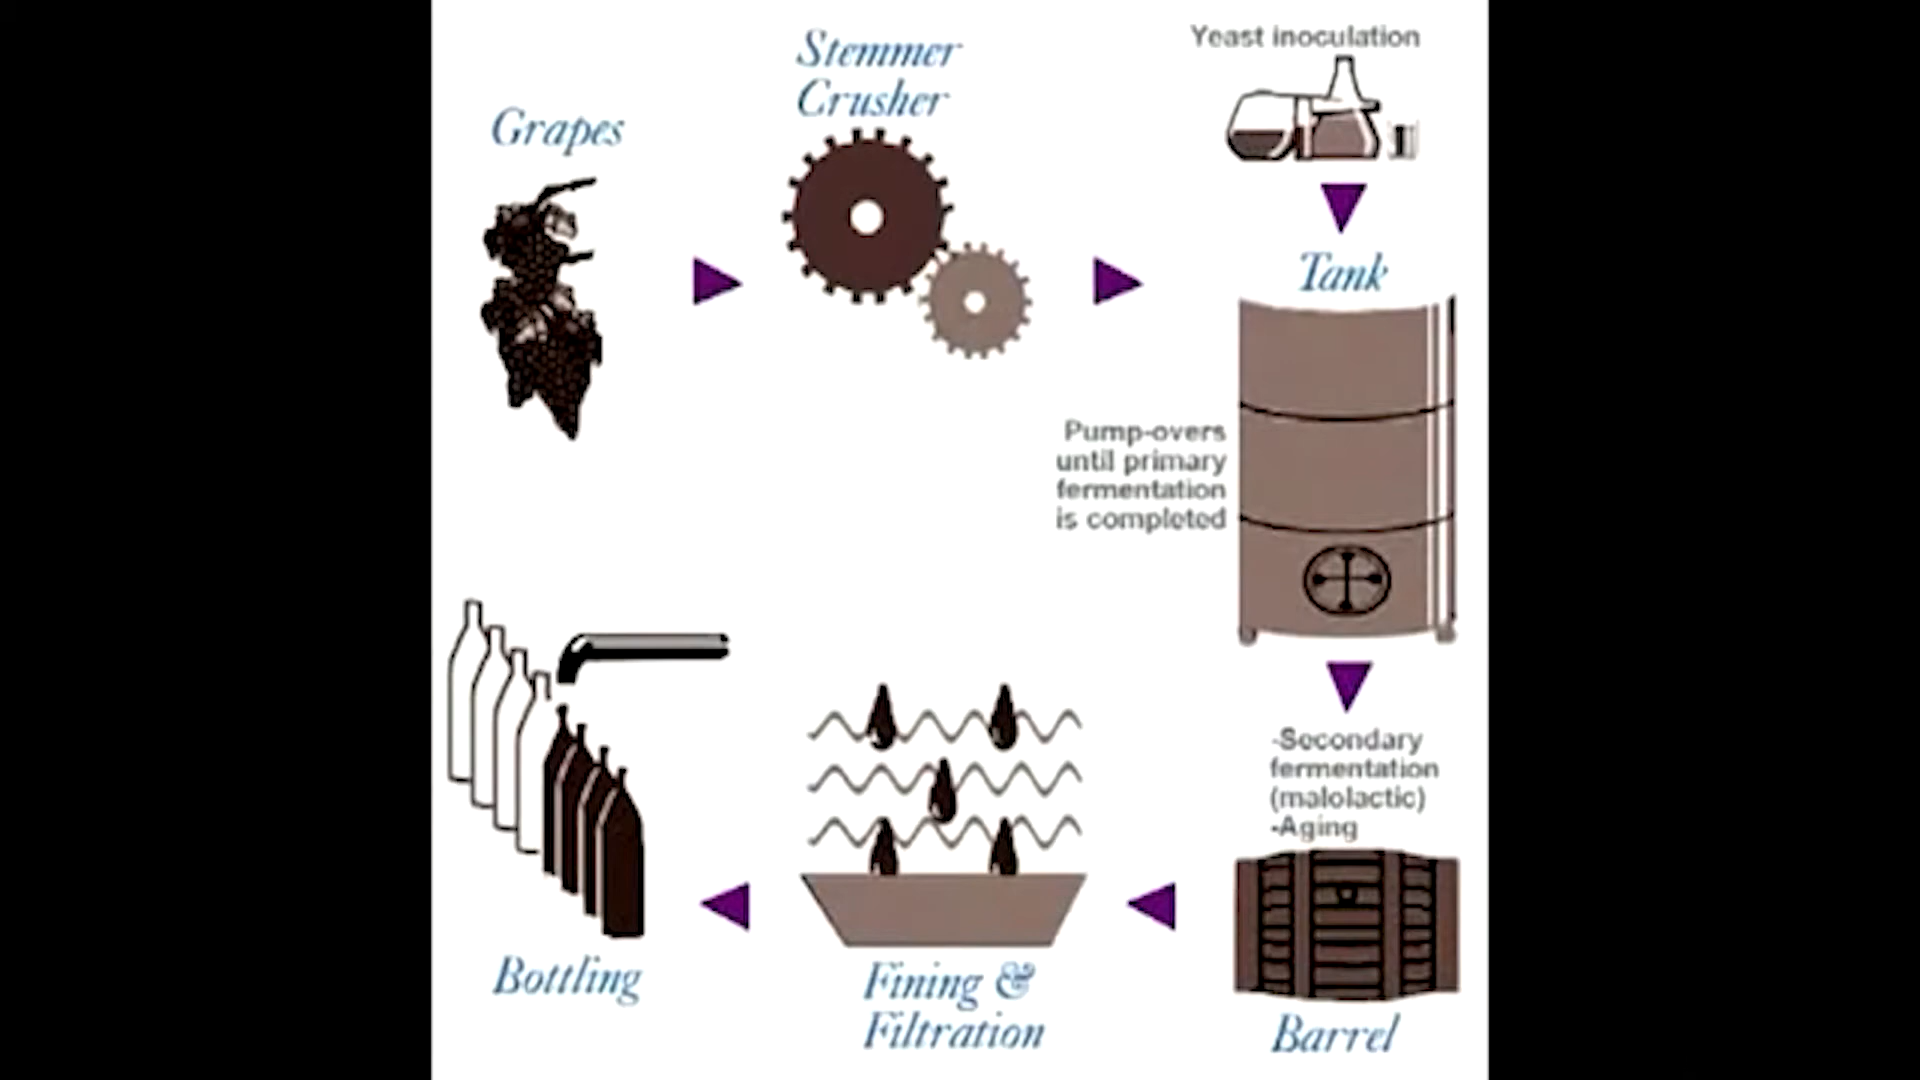 Grapes
Stemmer
Crusher
Yeast inoculation
Tank
Pump-overs
until primary
fermentation
is completed
-Secondary
fermentation
(malolactic)
-Aging
Barrel
Fining &
Filtration
Bottling